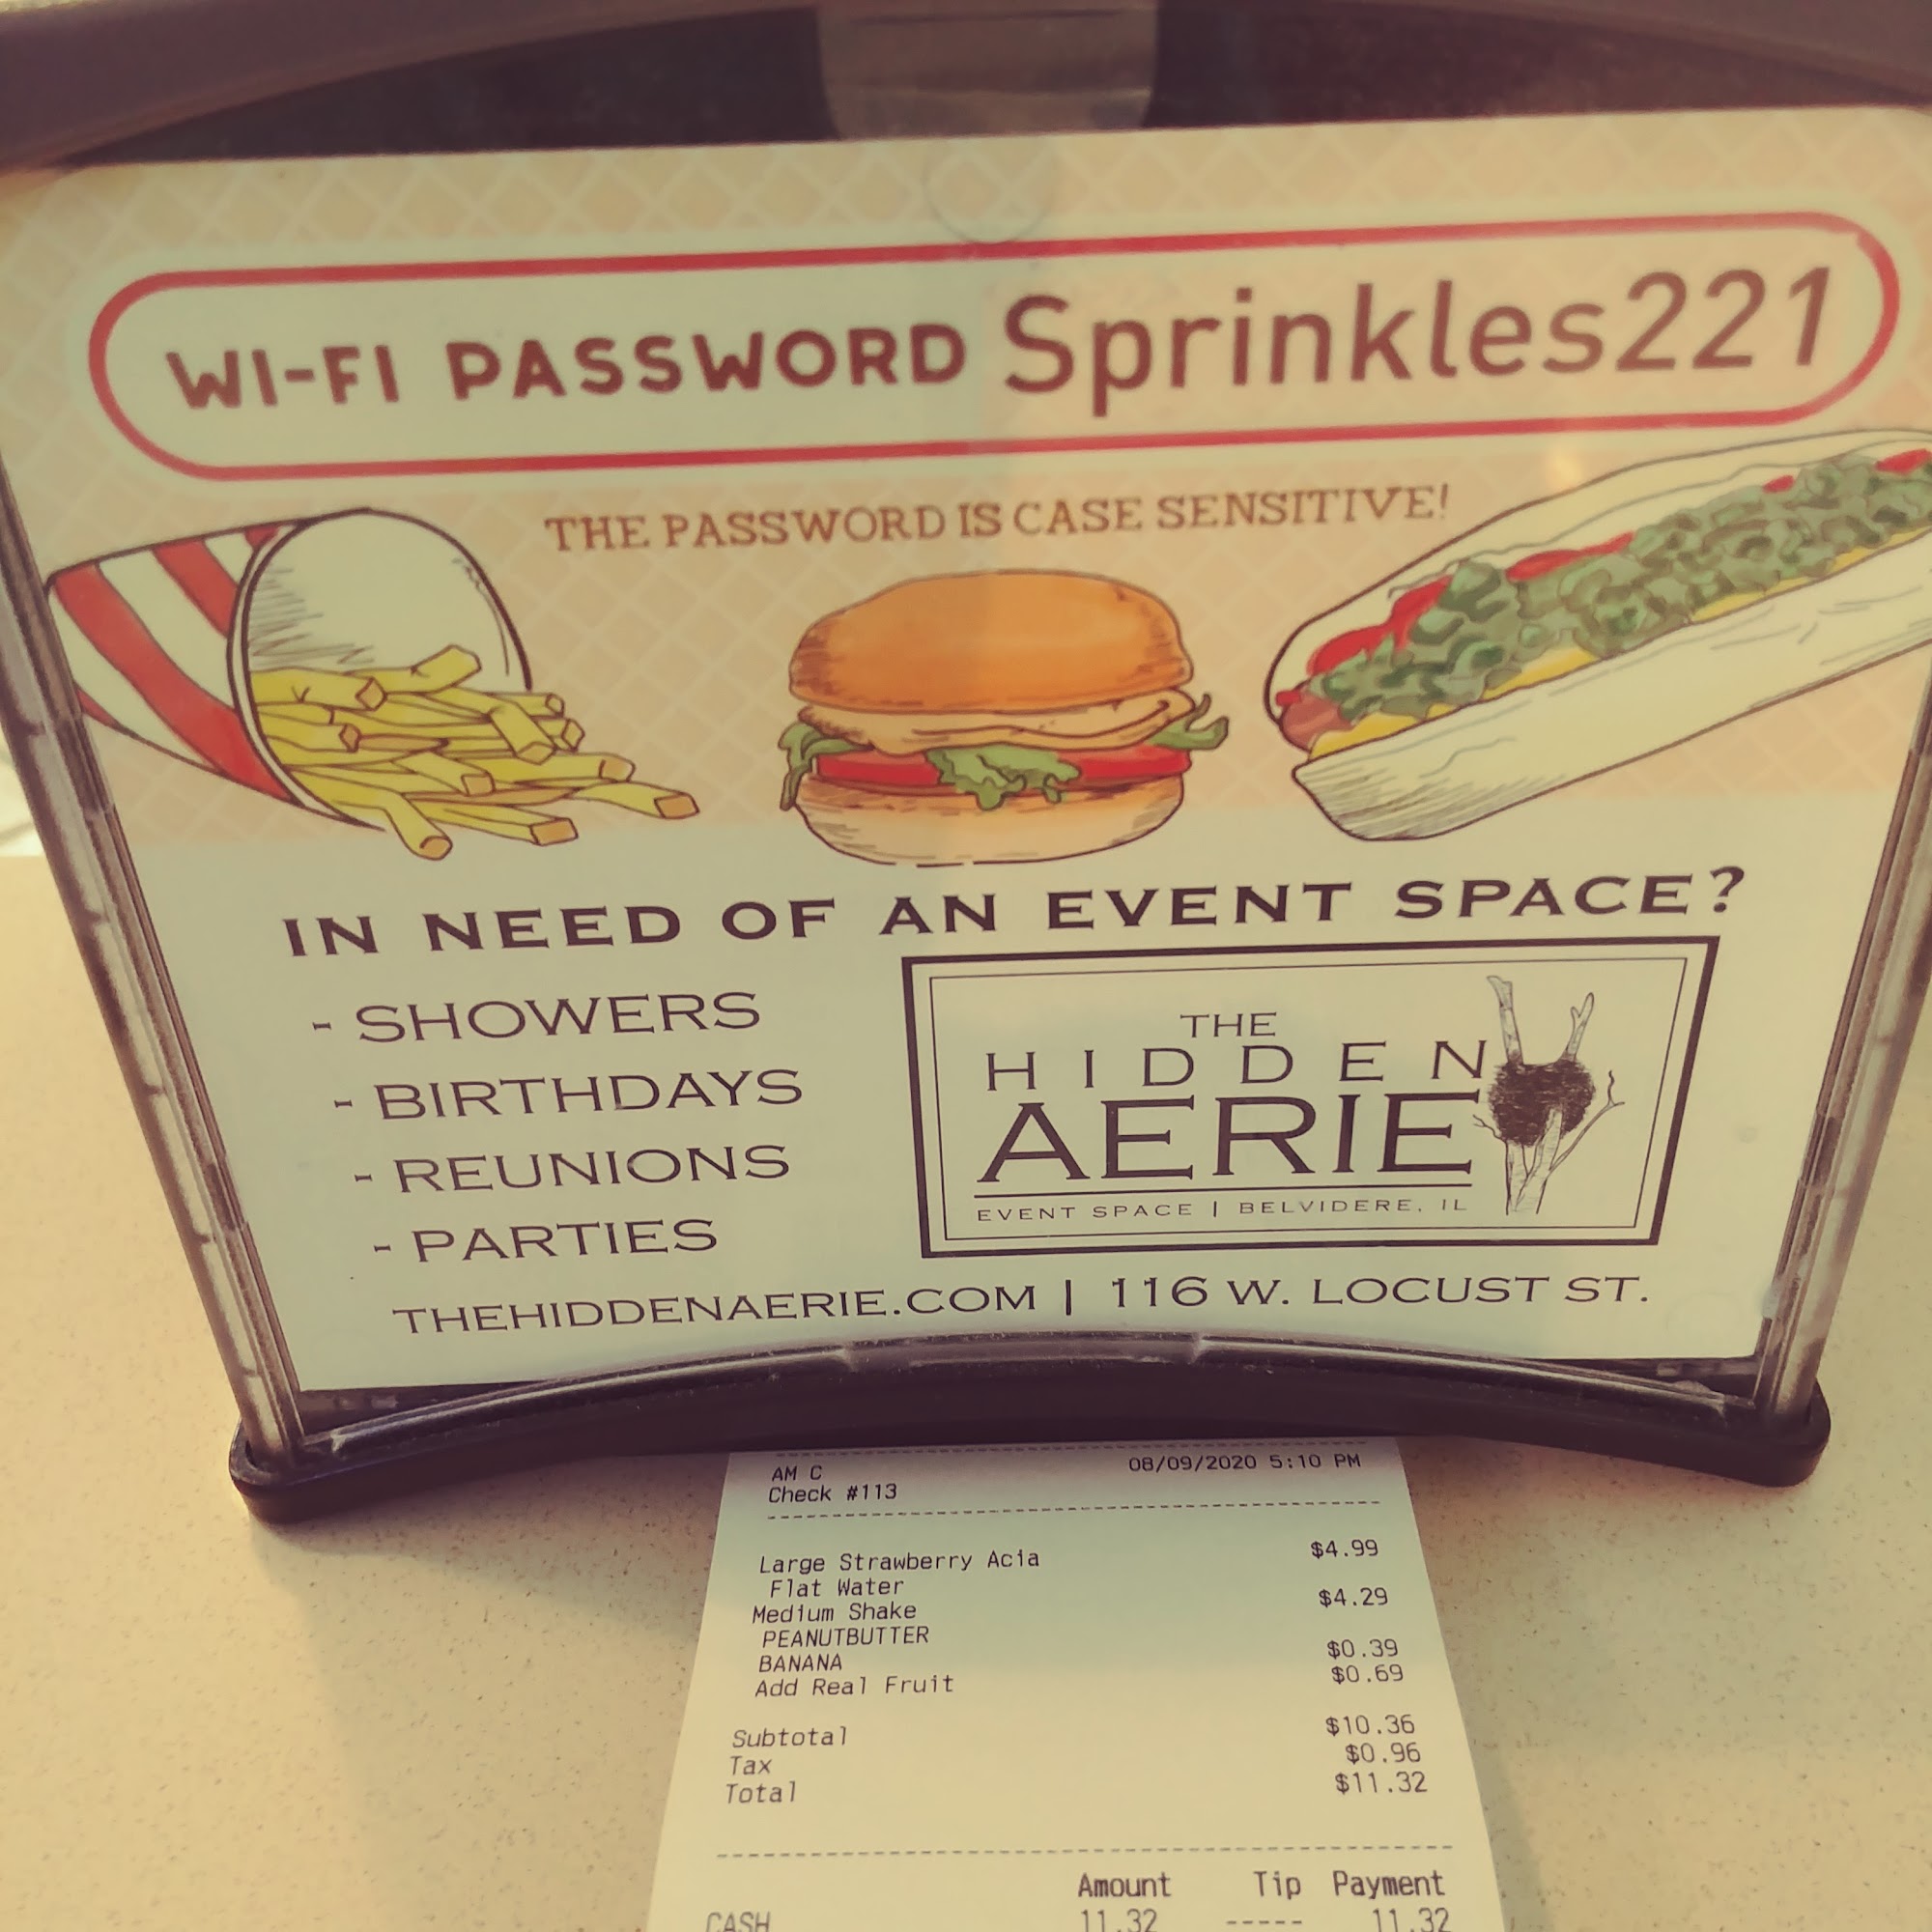 WI-FI PASSWORD Sprinkles221
THE PASSWORD IS CASE SENSITIVE!
IN NEED OF AN EVENT SPACE?
- SHOWERS
- BIRTHDAYS
- REUNIONS
- PARTIES
THE
HIDDEN
AERIE
EVENT SPACE | BELVIDERE, IL
THEHIDDENAERIE.COM | 116 W. LOCUST ST.
AM C 08/09/2020 5:10 PM
Check #113
Large Strawberry Acia $4.99
Flat Water
Medium Shake $4.29
PEANUTBUTTER
BANANA $0.39
Add Real Fruit $0.69
Subtotal $10.36
Tax $0.96
Total $11.32
Amount Tip Payment
CASH 11.32 ----- 11.32